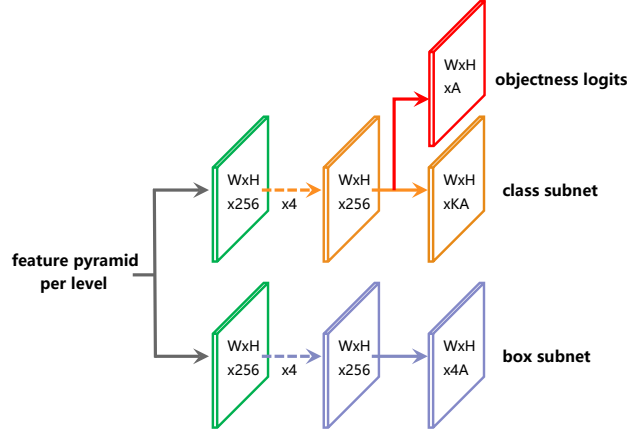 WxH
xA
objectness logits
WxH
x256
x4
WxH
x256
WxH
xKA
class subnet
feature pyramid
per level
WxH
x256
x4
WxH
x256
WxH
x4A
box subnet